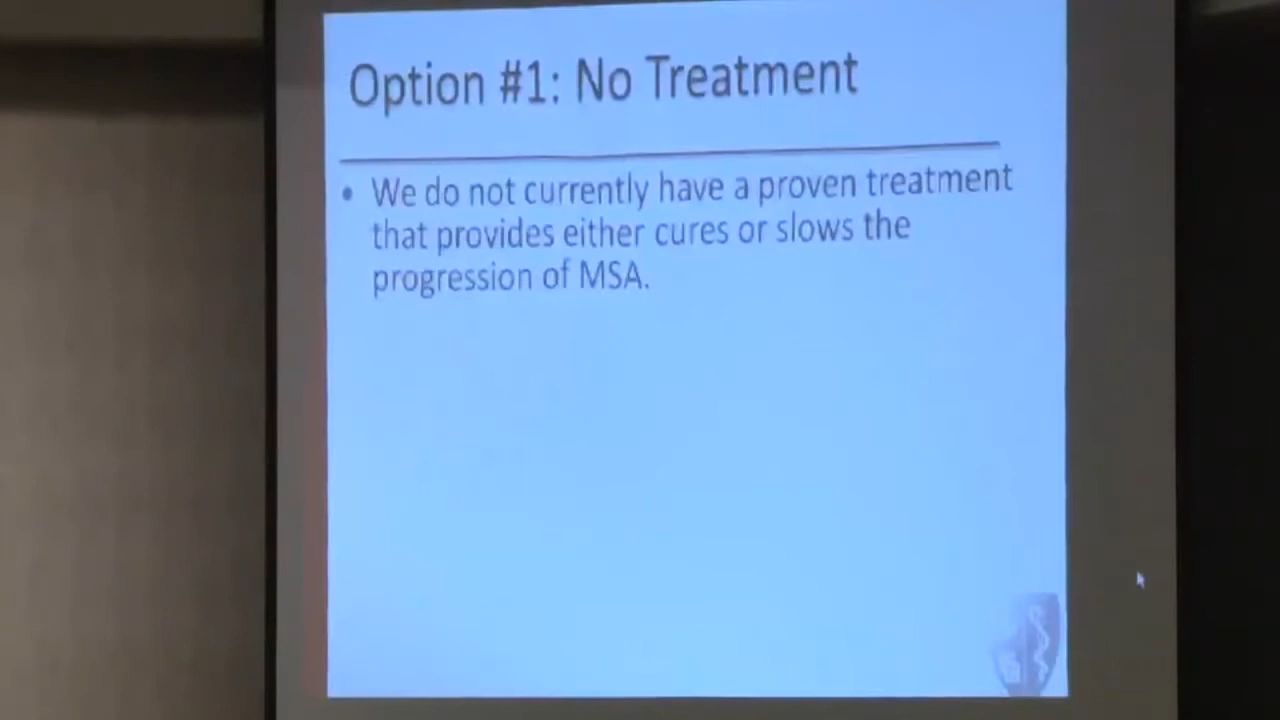 Option #1: No Treatment
• We do not currently have a proven treatment
that provides either cures or slows the
progression of MSA.